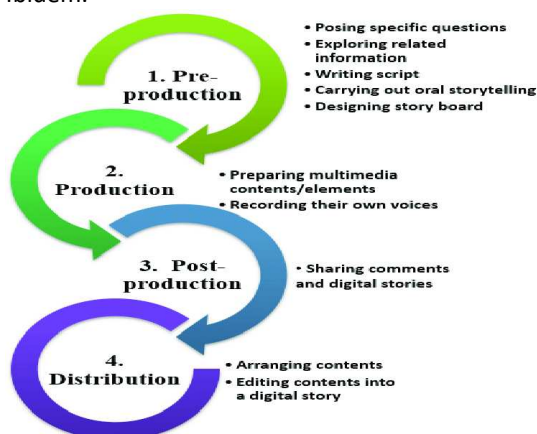 1. Pre-
production
• Posing specific questions
• Exploring related
information
• Writing script
• Carrying out oral storytelling
• Designing story board
2.
Production
• Preparing multimedia
contents/elements
• Recording their own voices
3. Post-
production
• Sharing comments
and digital stories
4.
Distribution
• Arranging contents
• Editing contents into
a digital story